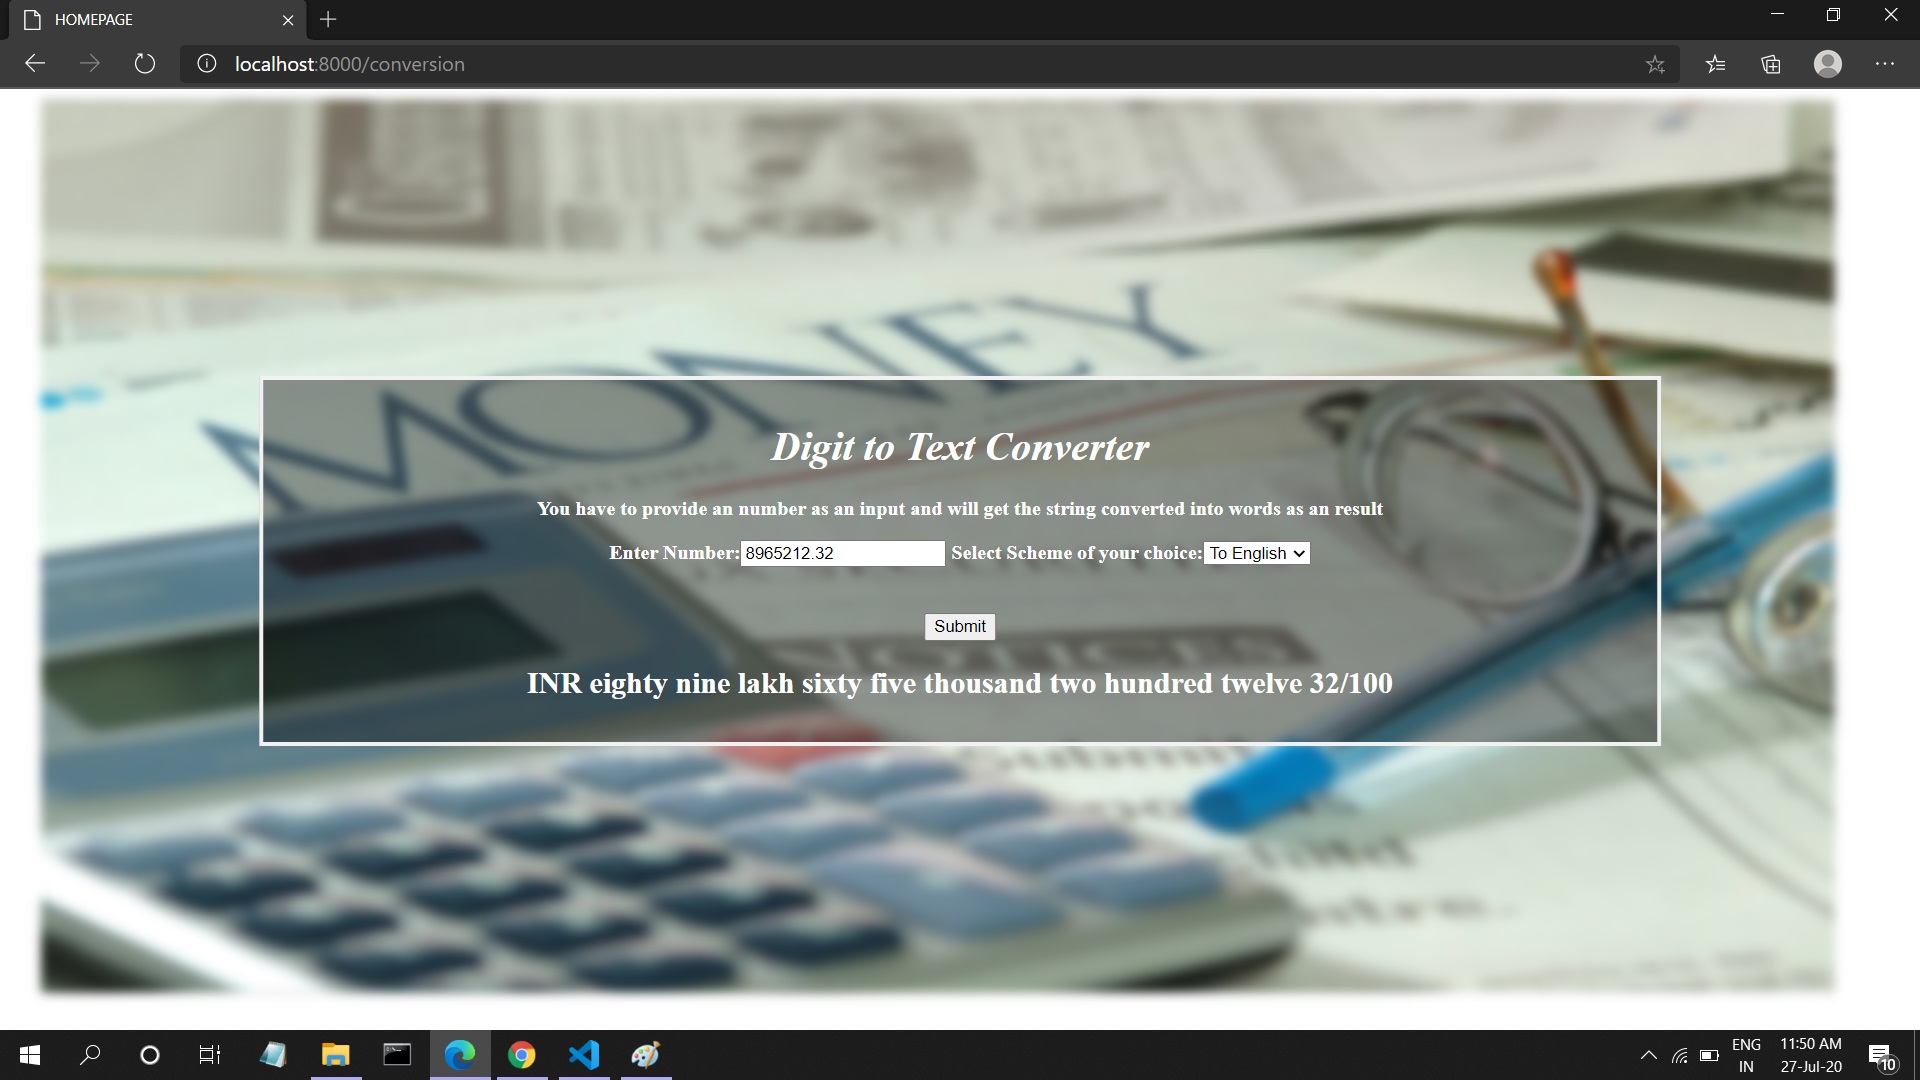 HOMEPAGE
localhost:8000/conversion
MONEY
Digit to Text Converter
You have to provide an number as an input and will get the string converted into words as an result
Enter Number: 8965212.32 Select Scheme of your choice: To English
Submit
NOTICES
INR eighty nine lakh sixty five thousand two hundred twelve 32/100
ENG
IN
11:50 AM
27-Jul-20
10